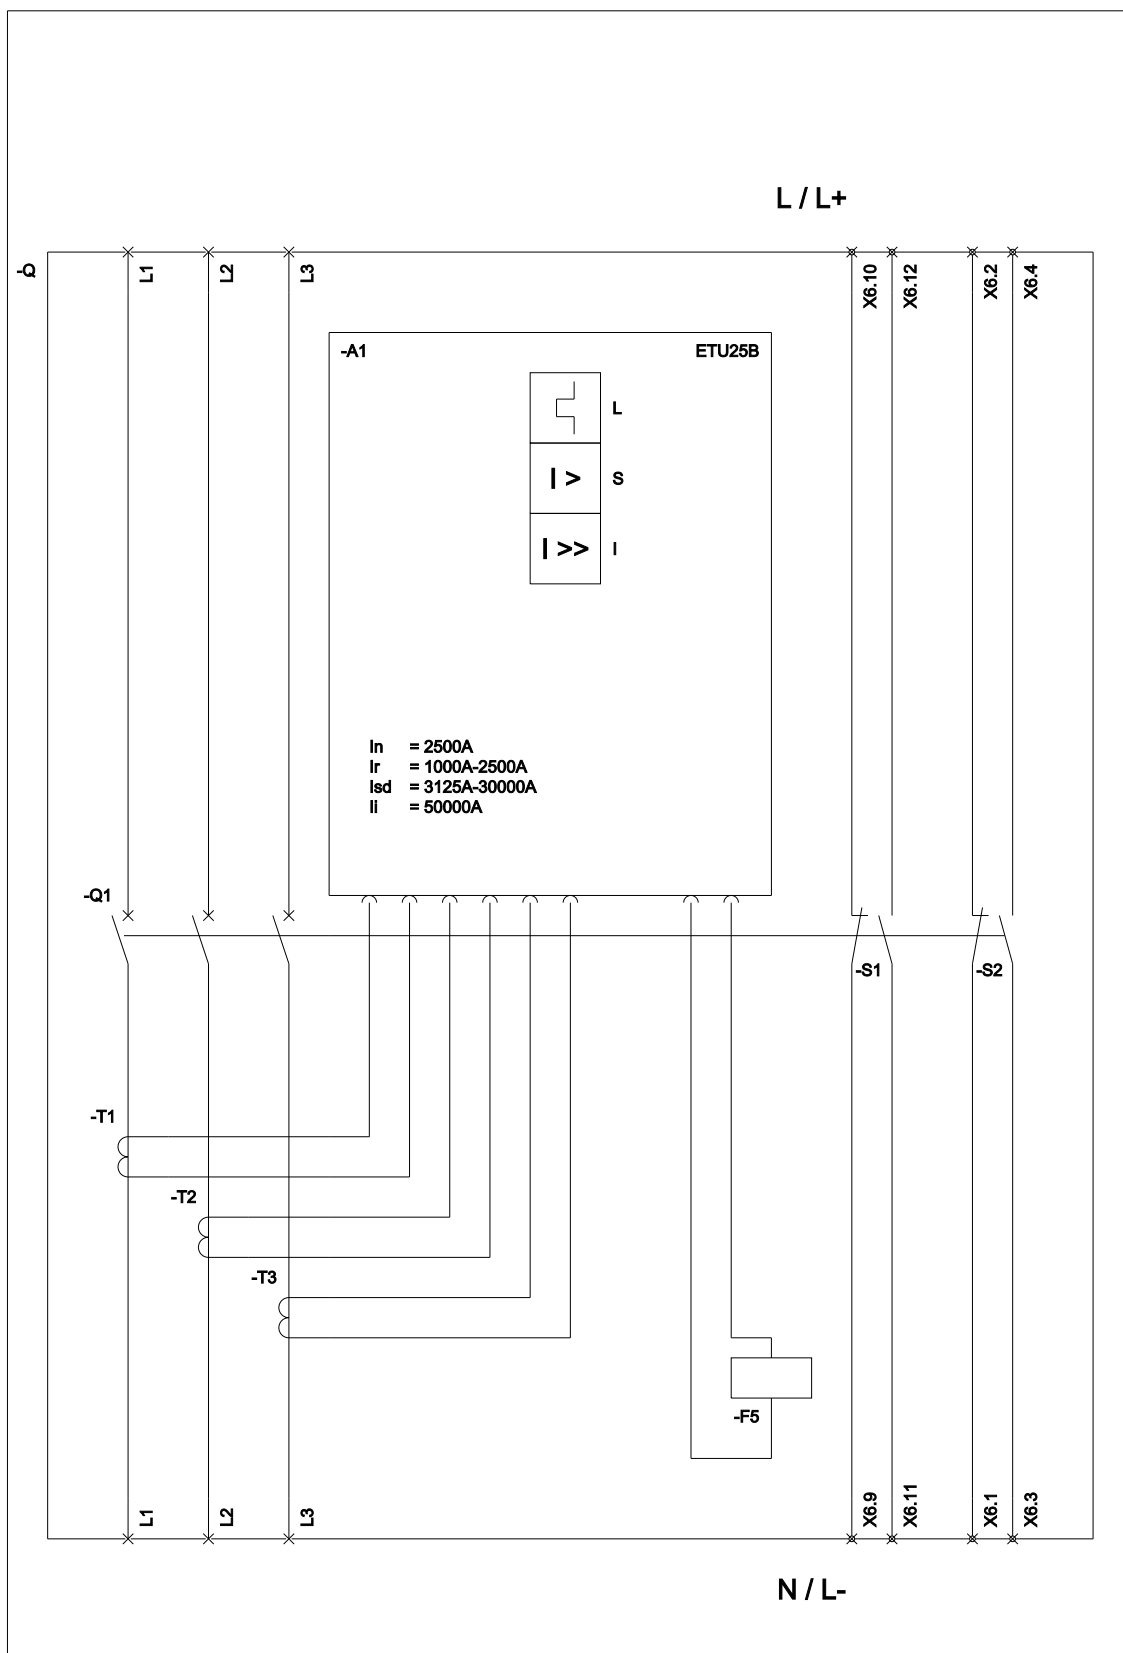 L / L+
-Q
L1
L2
L3
X6.10
X6.12
X6.2
X6.4
-A1
ETU25B
L
I >
S
I >>
I
In = 2500A
Ir = 1000A-2500A
Isd = 3125A-30000A
Ii = 50000A
-Q1
-S1
-S2
-T1
-T2
-T3
-F5
L1
L2
L3
X6.9
X6.11
X6.1
X6.3
N / L-